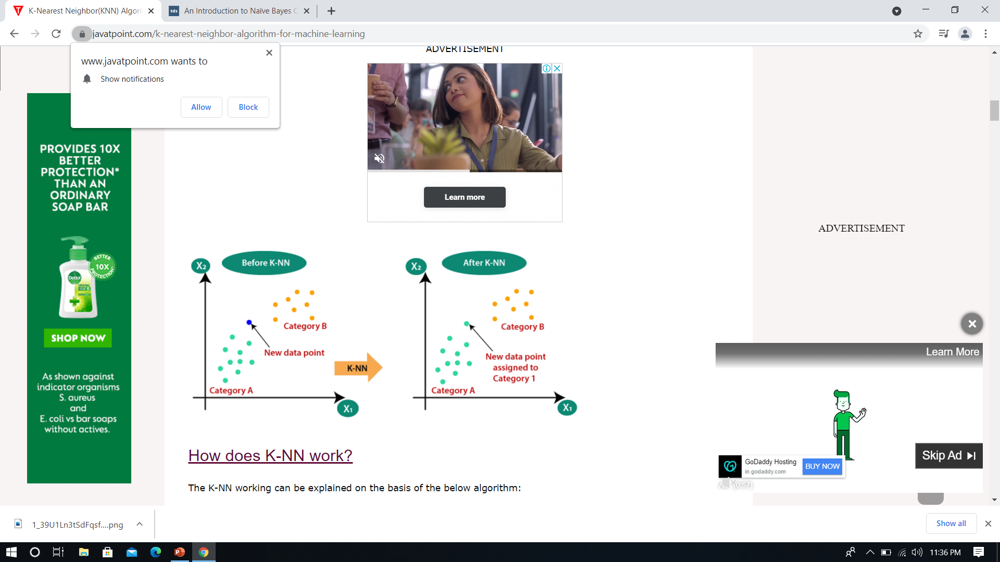 K-Nearest Neighbor(KNN) Algori
tds An Introduction to Naïve Bayes C
javatpoint.com/k-nearest-neighbor-algorithm-for-machine-learning
www.javatpoint.com wants to
Show notifications
Allow Block
ADVERTISEMENT
Learn more
PROVIDES 10X
BETTER
PROTECTION*
THAN AN
ORDINARY
SOAP BAR
BETTER
10X
PROTECTION*
Dettol
ORIGINAL
SHOP NOW
As shown against
indicator organisms
S. aureus
and
E. coli vs bar soaps
without actives.
ADVERTISEMENT
X₂ Before K-NN
Category B
New data point
Category A
X₁
K-NN
X₂ After K-NN
Category B
New data point
assigned to
Category 1
Category A
X₁
How does K-NN work?
The K-NN working can be explained on the basis of the below algorithm:
Learn More
Skip Ad
GoDaddy Hosting
in.godaddy.com
BUY NOW
(0:57)
1_39U1Ln3tSdFqsf....png
Show all
11:36 PM